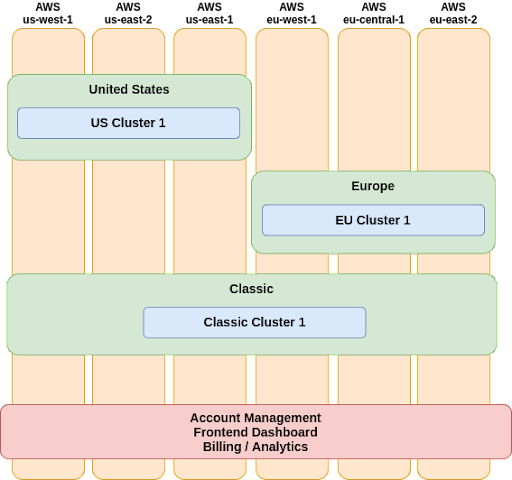 AWS
us-west-1
AWS
us-east-2
AWS
us-east-1
AWS
eu-west-1
AWS
eu-central-1
AWS
eu-east-2
United States
US Cluster 1
Europe
EU Cluster 1
Classic
Classic Cluster 1
Account Management
Frontend Dashboard
Billing / Analytics